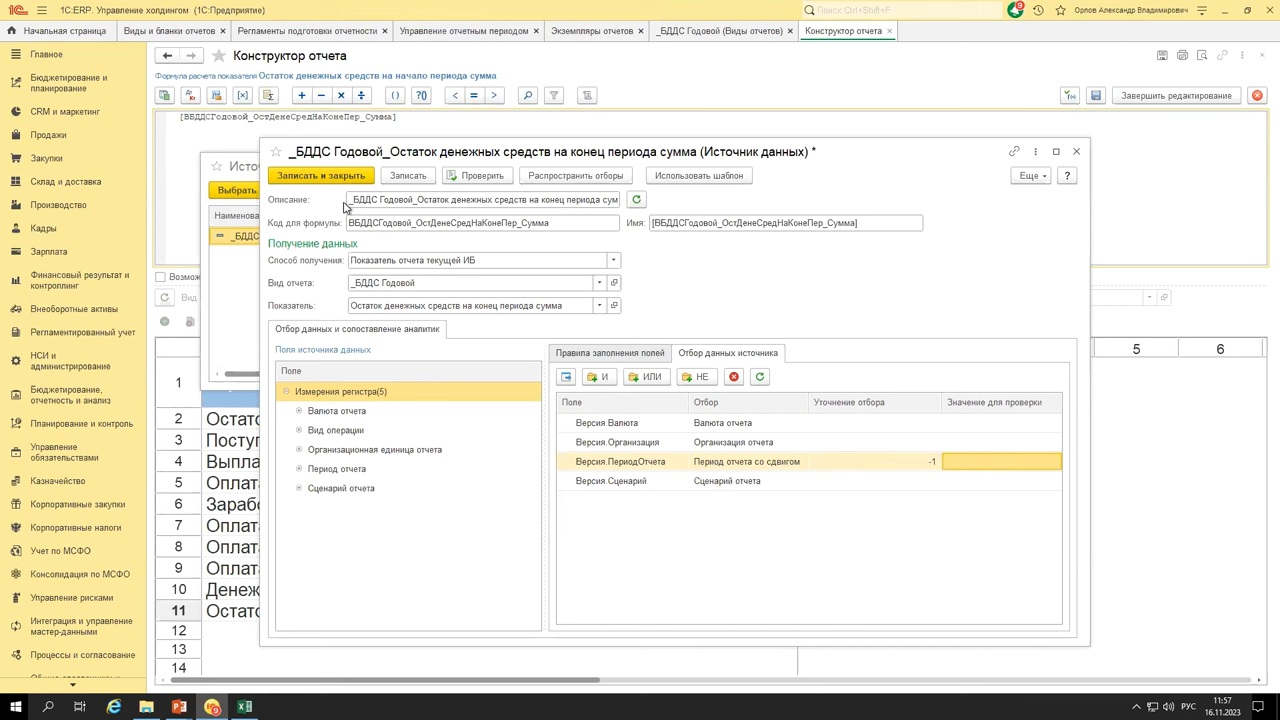 1C:ERP. Управление холдингом (1С:Предприятие)
Поиск Ctrl+Shift+F
Орлов Александр Владимирович
Начальная страница
Виды и бланки отчетов
Регламенты подготовки отчетности
Управление отчетным периодом
Экземпляры отчетов
_БДДС Годовой (Виды отчетов)
Конструктор отчета
Главное
Бюджетирование и
планирование
CRM и маркетинг
Продажи
Закупки
Склад и доставка
Производство
Кадры
Зарплата
Финансовый результат и
контроллинг
Внеоборотные активы
Регламентированный учет
НСИ и
администрирование
Бюджетирование,
отчетность и анализ
Планирование и контроль
Управление
обязательствами
Казначейство
Корпоративные закупки
Корпоративные налоги
Учет по МСФО
Консолидация по МСФО
Управление рисками
Интеграция и управление
мастер-данными
Процессы и согласование
Конструктор отчета
Формула расчета показателя Остаток денежных средств на начало периода сумма
Завершить редактирование
[ВБДДСГодовой_ОстДенеСредНаКонеПер_Сумма]
Источ
Выбрать
Наименова
_БДДС
Возмож
Вид
_БДДС Годовой_Остаток денежных средств на конец периода сумма (Источник данных) *
Записать и закрыть
Записать
Проверить
Распространить отборы
Использовать шаблон
Еще
?
Описание: _БДДС Годовой_Остаток денежных средств на конец периода сум
Код для формулы: ВБДДСГодовой_ОстДенеСредНаКонеПер_Сумма
Имя: [ВБДДСГодовой_ОстДенеСредНаКонеПер_Сумма]
Получение данных
Способ получения: Показатель отчета текущей ИБ
Вид отчета: _БДДС Годовой
Показатель: Остаток денежных средств на конец периода сумма
Отбор данных и сопоставление аналитик
Поля источника данных
Поле
Измерения регистра(5)
Валюта отчета
Вид операции
Организационная единица отчета
Период отчета
Сценарий отчета
Правила заполнения полей
Отбор данных источника
И
ИЛИ
НЕ
Поле Отбор Уточнение отбора Значение для проверки
Версия.Валюта Валюта отчета
Версия.Организация Организация отчета
Версия.ПериодОтчета Период отчета со сдвигом -1
Версия.Сценарий Сценарий отчета
5 6
1
2 Остато
3 Поступ
4 Выпла
5 Оплат
6 Зарабо
7 Оплат
8 Оплат
9 Оплат
10 Денеж
11 Остато
12
13
14
РУС
11:57
16.11.2023